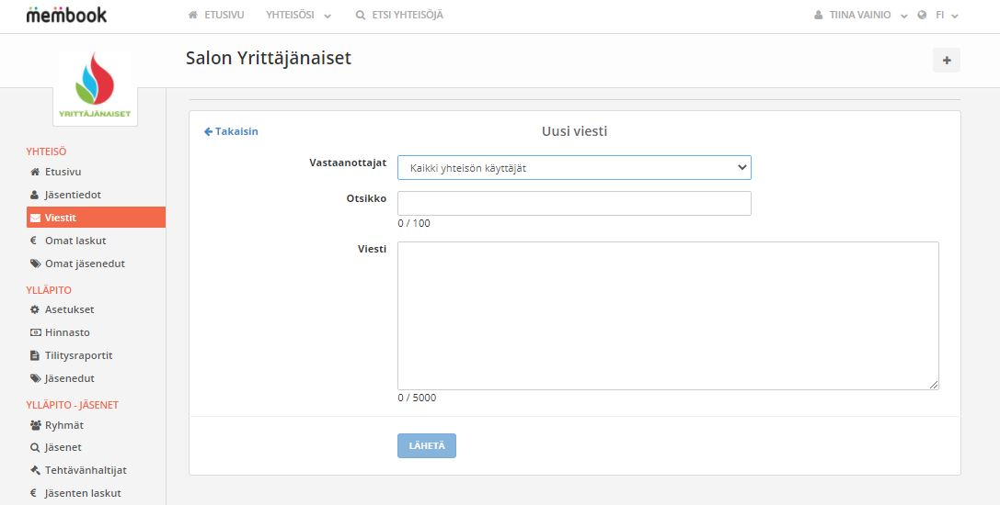 membook
ETUSIVU
YHTEISÖSI
ETSI YHTEISÖJÄ
TIINA VAINIO
FI
Salon Yrittäjänaiset
+
YRITTÄJÄNAISET
YHTEISÖ
Etusivu
Jäsentiedot
Viestit
€ Omat laskut
Omat jäsenedut
YLLÄPITO
Asetukset
Hinnasto
Tilitysraportit
Jäsenedut
YLLÄPITO - JÄSENET
Ryhmät
Jäsenet
Tehtävänhaltijat
€ Jäsenten laskut
Takaisin
Uusi viesti
Vastaanottajat
Kaikki yhteisön käyttäjät
Otsikko
0 / 100
Viesti
0 / 5000
LÄHETÄ